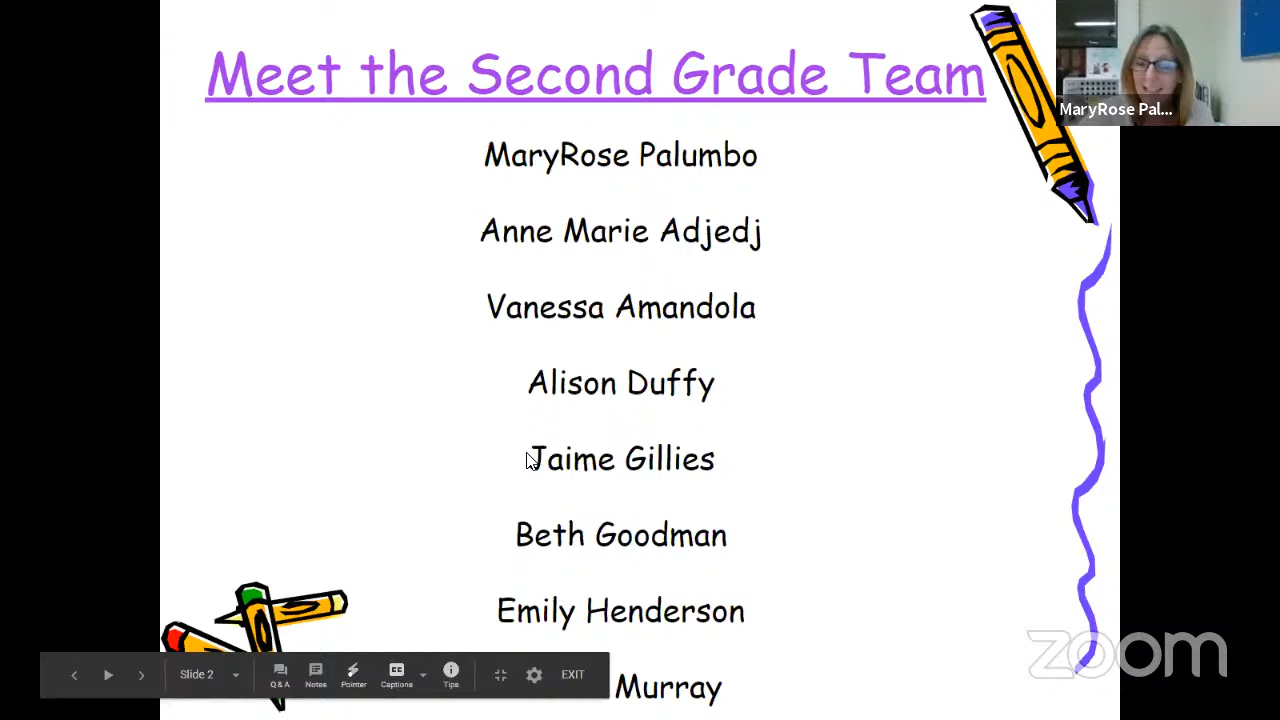 Meet the Second Grade Team
MaryRose Pal...
MaryRose Palumbo
Anne Marie Adjedj
Vanessa Amandola
Alison Duffy
Jaime Gillies
Beth Goodman
Emily Henderson
Murray
Slide 2
Q & A
Notes
Pointer
Captions
Tips
EXIT
zoom